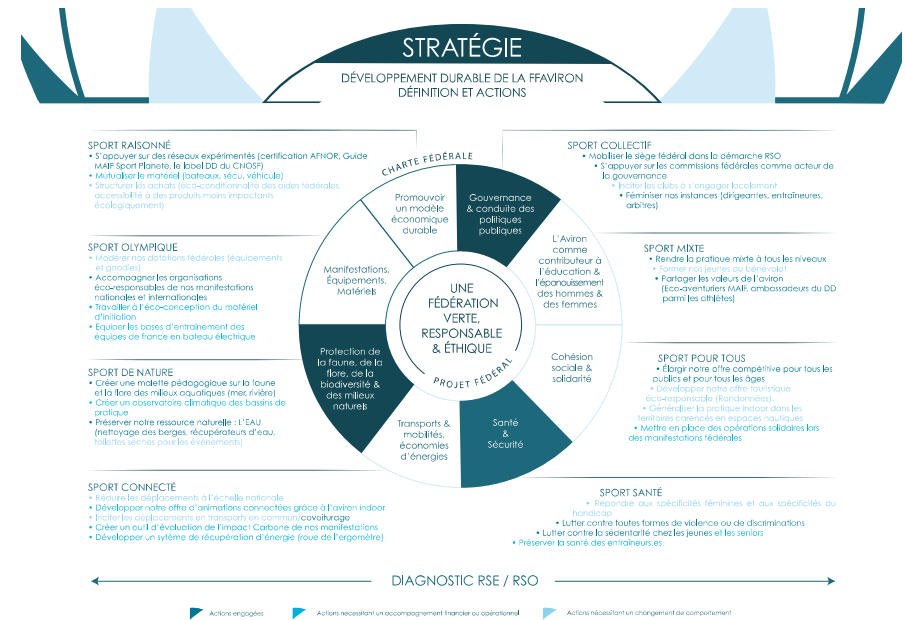 STRATÉGIE
DÉVELOPPEMENT DURABLE DE LA FFAVIRON
DÉFINITION ET ACTIONS
SPORT RAISONNÉ
• S'appuyer sur des réseaux expérimentés (certification AFNOR, Guide
MAIF Sport Planete, le label DD du CNOSF)
• Mutualiser le matériel (bateaux, sécu, véhicule)
• Structurer les achats (éco-conditionnalité des aides fédérales,
accessibilité à des produits moins impactants
écologiquement)
SPORT OLYMPIQUE
• Modérer nos dotations fédérales (équipements
et goodies)
• Accompagner les organisations
éco-responsables de nos manifestations
nationales et internationales
• Travailler à l'éco-conception du matériel
d'initiation
• Equiper les bases d'entraînement des
équipes de france en bateau électrique
SPORT DE NATURE
• Créer une malette pédagogique sur la faune
et la flore des milieux aquatiques (mer, rivière)
• Créer un observatoire climatique des bassins de
pratique
• Préserver notre ressource naturelle : L'EAU
(nettoyage des berges, récupérateurs d'eau,
toilettes sèches pour les événements)
SPORT CONNECTÉ
• Réduire les déplacements à l'échelle nationale
• Développer notre offre d'animations connectées grâce à l'aviron indoor
• Inciter les déplacements en transports en commun/covoiturage
• Créer un outil d'évaluation de l'impact Carbone de nos manifestations
• Développer un sytème de récupération d'énergie (roue de l'ergomètre)
CHARTE FÉDÉRALE
Promouvoir
un modèle
économique
durable
Gouvernance
& conduite des
politiques
publiques
Manifestations,
Équipements,
Matériels
L'Aviron
comme
contributeur à
l'éducation &
l'épanouissement
des hommes &
des femmes
UNE
FÉDÉRATION
VERTE,
RESPONSABLE
& ÉTHIQUE
PROJET FÉDÉRAL
Protection de
la faune, de la
flore, de la
biodiversité &
des milieux
naturels
Cohésion
sociale &
solidarité
Transports &
mobilités,
économies
d'énergies
Santé
&
Sécurité
SPORT COLLECTIF
• Mobiliser le siège fédéral dans la démarche RSO
• S'appuyer sur les commissions fédérales comme acteur de
la gouvernance
• Inciter les clubs à s'engager localement
• Féminiser nos instances (dirigeantes, entraîneures,
arbitres)
SPORT MIXTE
• Rendre la pratique mixte à tous les niveaux
• Former nos jeunes au bénévolat
• Partager les valeurs de l'aviron
(Eco-aventuriers MAIF, ambassadeurs du DD
parmi les athlètes)
SPORT POUR TOUS
• Élargir notre offre compétitive pour tous les
publics et pour tous les âges
• Développer notre offre touristique
éco-responsable (Randonnées).
• Généraliser la pratique indoor dans les
territoires carencés en espaces nautiques
• Mettre en place des opérations solidaires lors
des manifestations fédérales
SPORT SANTÉ
• Répondre aux spécificités féminines et aux spécificités du
handicap
• Lutter contre toutes formes de violence ou de discriminations
• Lutter contre la sédentarité chez les jeunes et les seniors
• Préserver la santé des entraîneurs.es
DIAGNOSTIC RSE / RSO
Actions engagées
Actions nécessitant un accompagnement financier ou opérationnel
Actions nécessitant un changement de comportement